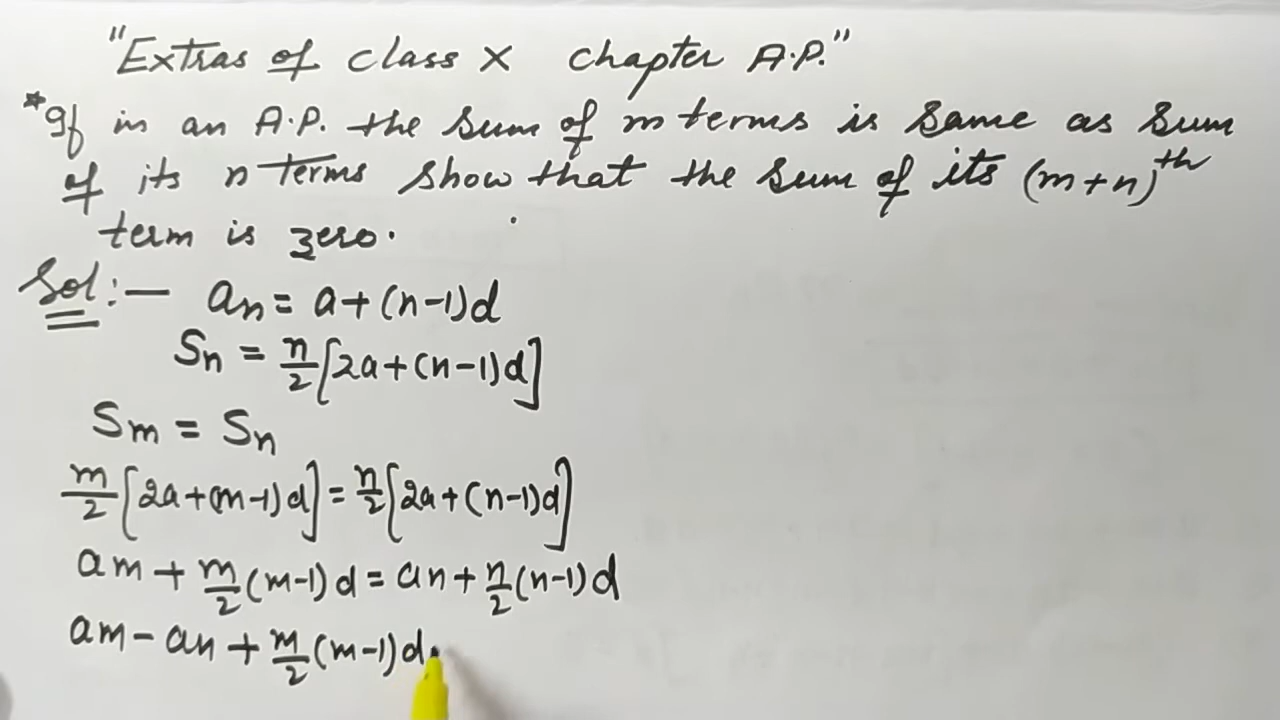 "Extras of class X chapter A.P."
*If in an A.P. the sum of m terms is same as sum
of its n terms show that the sum of its (m+n)th
term is zero.
Sol:- an = a+(n-1)d
Sn = n/2[2a+(n-1)d]
Sm = Sn
m/2[2a+(m-1)d] = n/2[2a+(n-1)d]
am + m/2(m-1)d = an + n/2(n-1)d
am - an + m/2(m-1)d